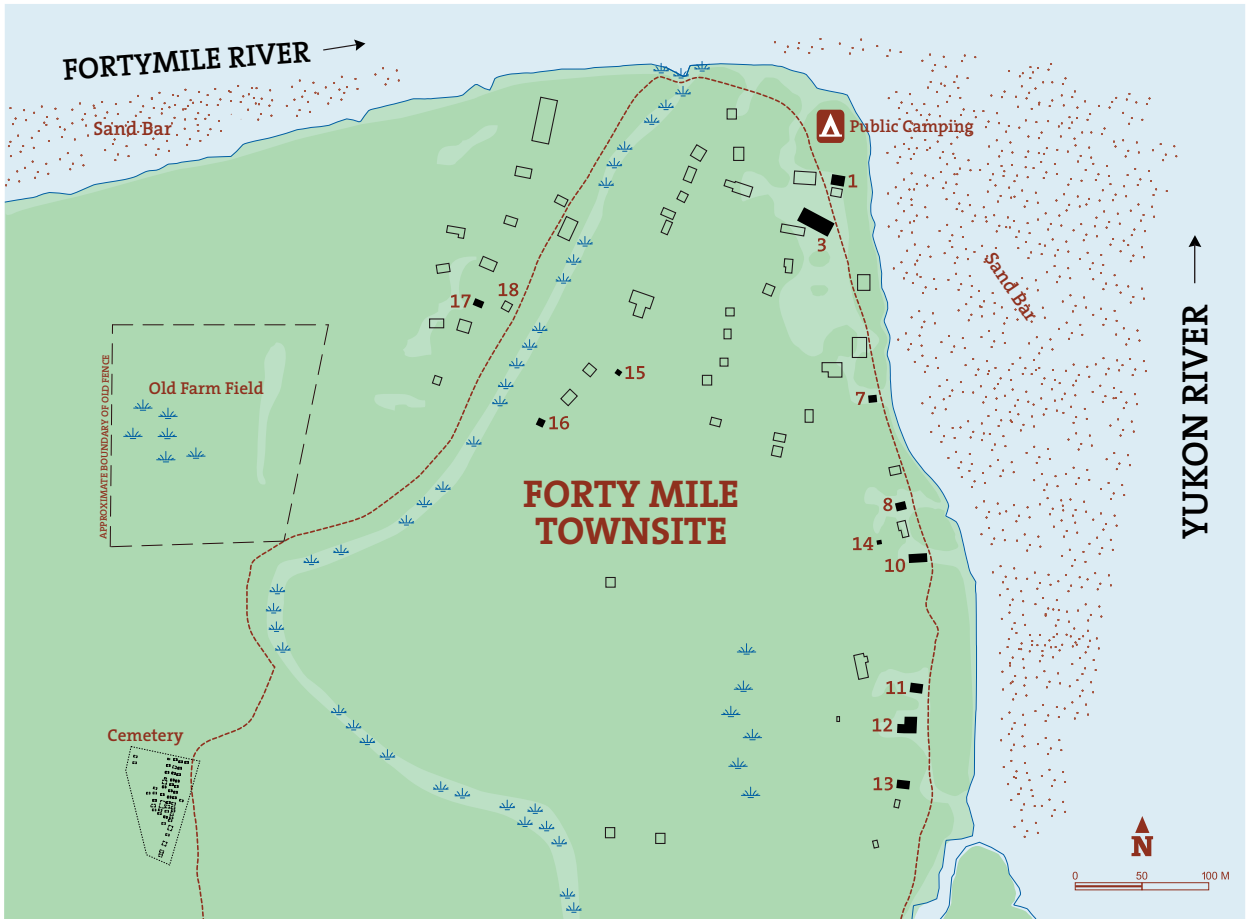 FORTYMILE RIVER
Sand Bar
Public Camping
1
3
Sand Bar
YUKON RIVER
17
18
15
16
7
Old Farm Field
APPROXIMATE BOUNDARY OF OLD FENCE
FORTY MILE
TOWNSITE
8
14
10
11
12
13
Cemetery
N
0 50 100 M